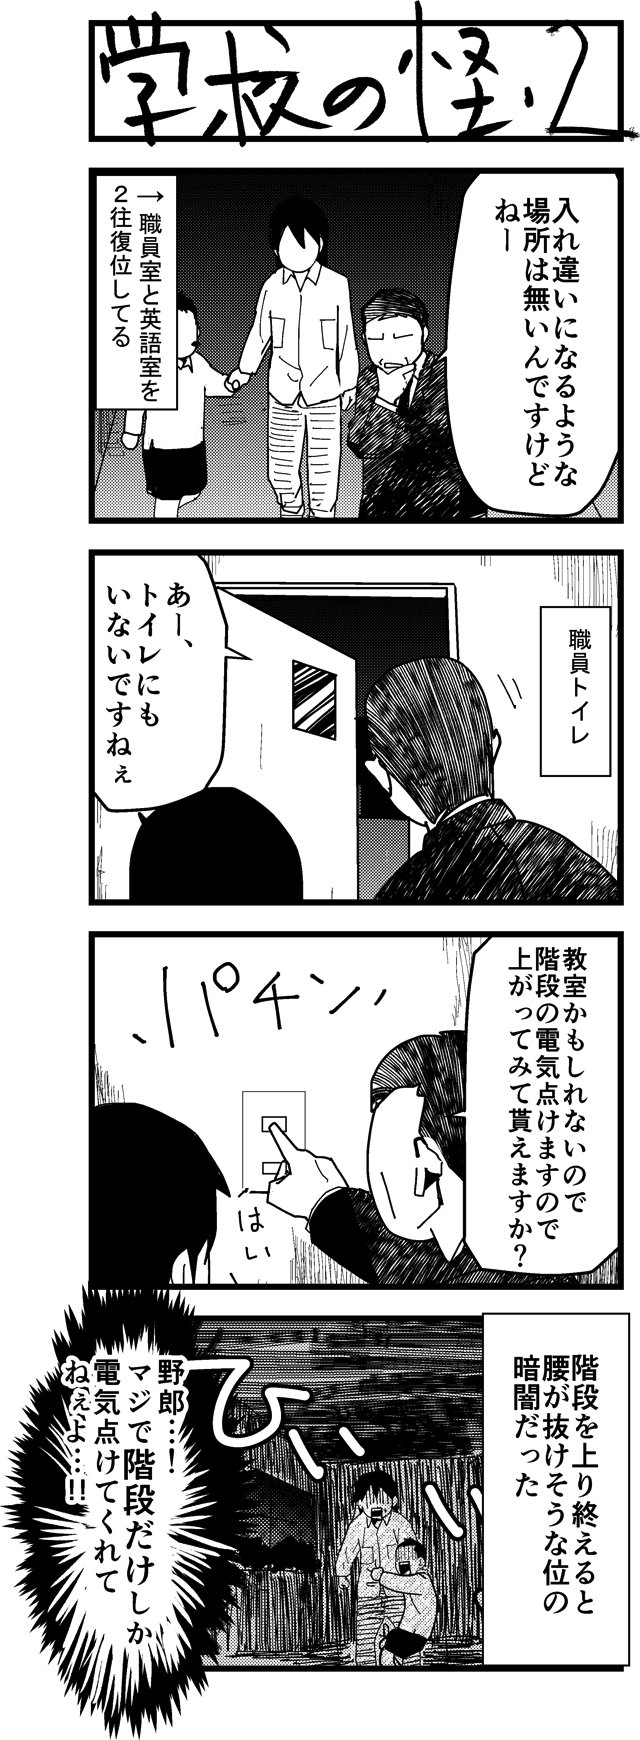 学校の怪。2
入れ違いになるような
場所は無いんですけど
ねー
→職員室と英語室を
2往復位してる
職員トイレ
あー、
トイレにも
いないですねぇ
教室かもしれないので
階段の電気点けますので
上がってみて貰えますか?
パチンッ
はい
階段を上り終えると
腰が抜けそうな位の
暗闇だった
ひいいい
野郎…!
マジで階段だけしか
電気点けてくれて
ねぇよ…!!